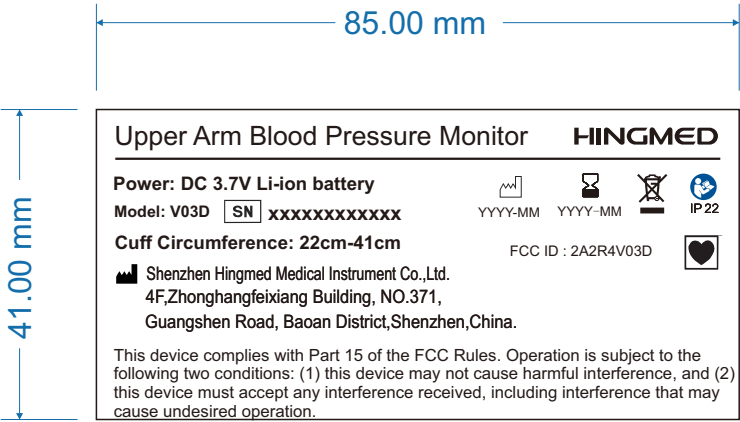 85.00 mm
41.00 mm
Upper Arm Blood Pressure Monitor HINGMED
Power: DC 3.7V Li-ion battery
Model: V03D SN xxxxxxxxxxxx
YYYY-MM YYYY-MM IP22
Cuff Circumference: 22cm-41cm
FCC ID : 2A2R4V03D
Shenzhen Hingmed Medical Instrument Co.,Ltd.
4F,Zhonghangfeixiang Building, NO.371,
Guangshen Road, Baoan District,Shenzhen,China.
This device complies with Part 15 of the FCC Rules. Operation is subject to the
following two conditions: (1) this device may not cause harmful interference, and (2)
this device must accept any interference received, including interference that may
cause undesired operation.